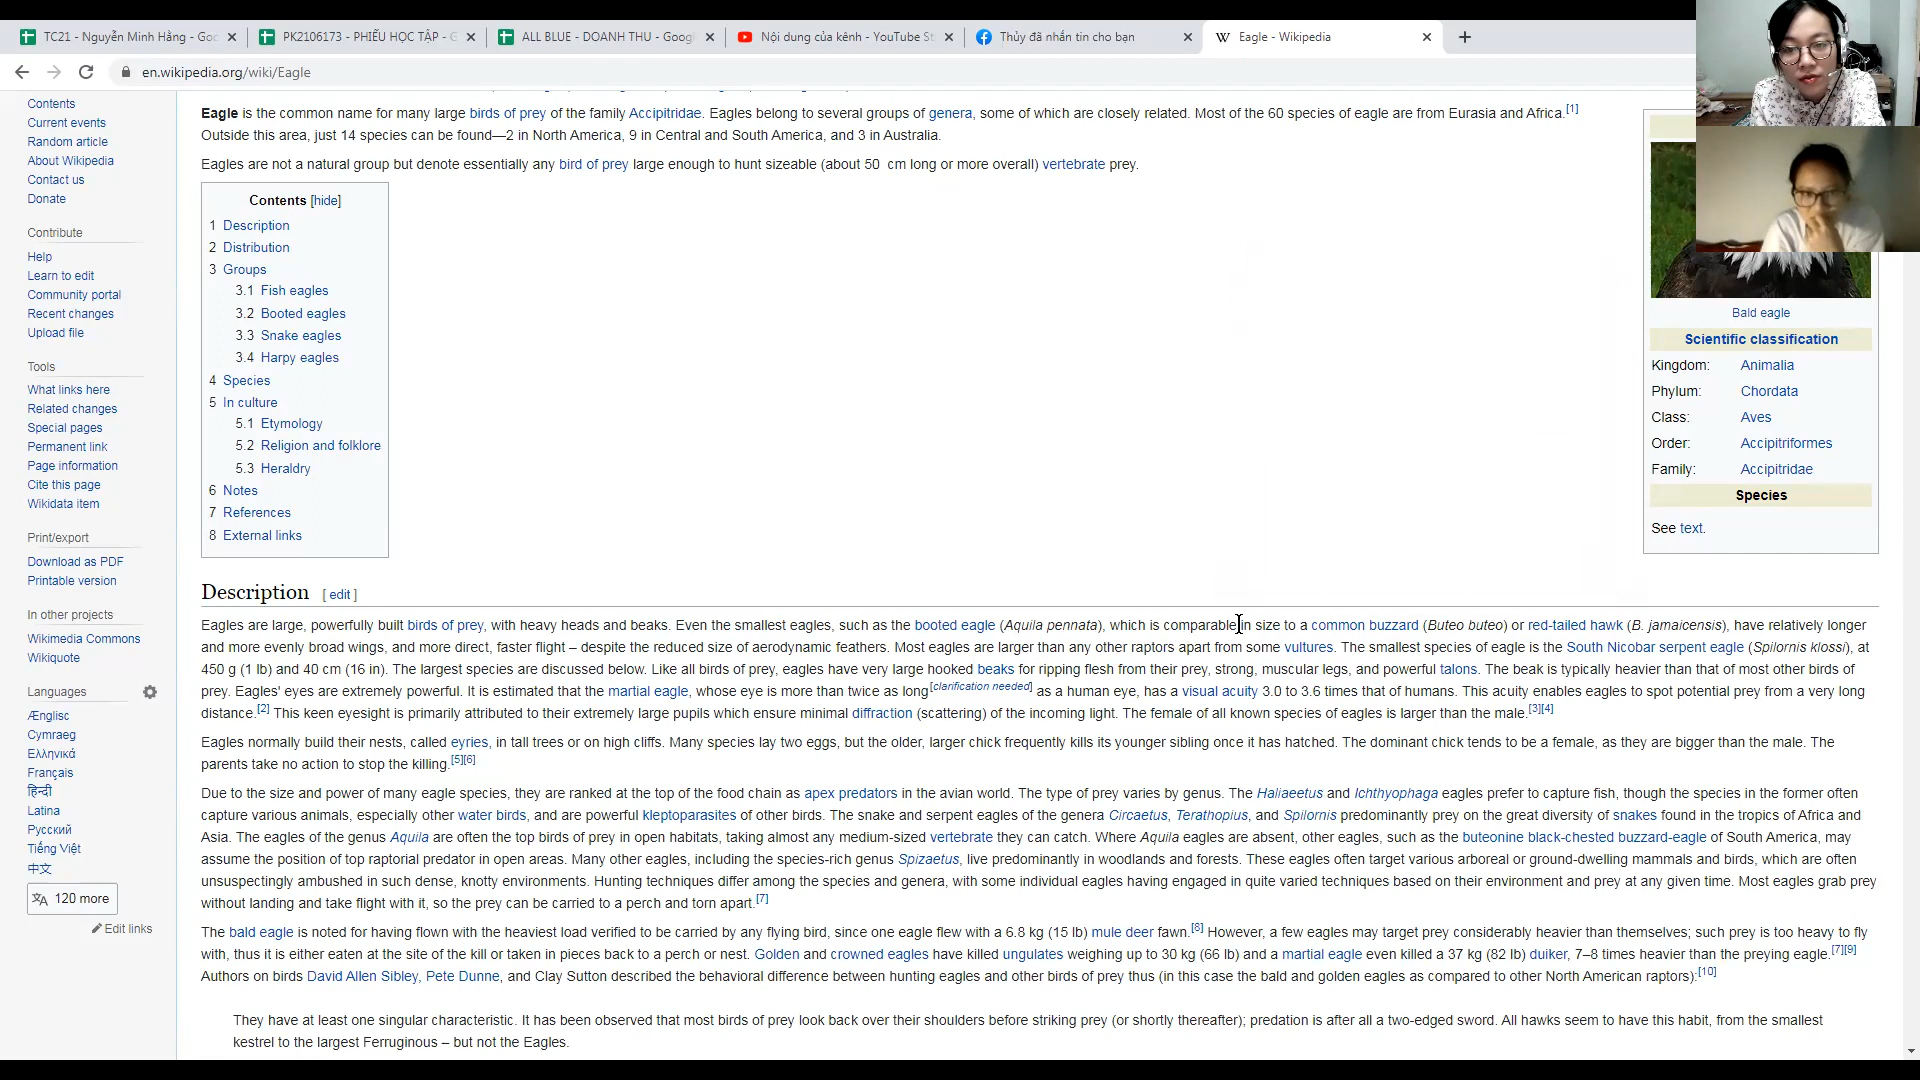 TC21 - Nguyễn Minh Hằng - Goo
PK2106173 - PHIẾU HỌC TẬP - G
ALL BLUE - DOANH THU - Googl
Nội dung của kênh - YouTube St
Thủy đã nhắn tin cho bạn
W Eagle - Wikipedia
en.wikipedia.org/wiki/Eagle
Contents
Current events
Random article
About Wikipedia
Contact us
Donate
Contribute
Help
Learn to edit
Community portal
Recent changes
Upload file
Tools
What links here
Related changes
Special pages
Permanent link
Page information
Cite this page
Wikidata item
Print/export
Download as PDF
Printable version
In other projects
Wikimedia Commons
Wikiquote
Languages
Ænglisc
Cymraeg
Ελληνικά
Français
हिन्दी
Latina
Русский
Tiếng Việt
中文
120 more
Edit links
Eagle is the common name for many large birds of prey of the family Accipitridae. Eagles belong to several groups of genera, some of which are closely related. Most of the 60 species of eagle are from Eurasia and Africa.[1]
Outside this area, just 14 species can be found—2 in North America, 9 in Central and South America, and 3 in Australia.
Eagles are not a natural group but denote essentially any bird of prey large enough to hunt sizeable (about 50 cm long or more overall) vertebrate prey.
Contents [hide]
1 Description
2 Distribution
3 Groups
3.1 Fish eagles
3.2 Booted eagles
3.3 Snake eagles
3.4 Harpy eagles
4 Species
5 In culture
5.1 Etymology
5.2 Religion and folklore
5.3 Heraldry
6 Notes
7 References
8 External links
Bald eagle
Scientific classification
Kingdom: Animalia
Phylum: Chordata
Class: Aves
Order: Accipitriformes
Family: Accipitridae
Species
See text.
Description [ edit ]
Eagles are large, powerfully built birds of prey, with heavy heads and beaks. Even the smallest eagles, such as the booted eagle (Aquila pennata), which is comparable in size to a common buzzard (Buteo buteo) or red-tailed hawk (B. jamaicensis), have relatively longer
and more evenly broad wings, and more direct, faster flight – despite the reduced size of aerodynamic feathers. Most eagles are larger than any other raptors apart from some vultures. The smallest species of eagle is the South Nicobar serpent eagle (Spilornis klossi), at
450 g (1 lb) and 40 cm (16 in). The largest species are discussed below. Like all birds of prey, eagles have very large hooked beaks for ripping flesh from their prey, strong, muscular legs, and powerful talons. The beak is typically heavier than that of most other birds of
prey. Eagles' eyes are extremely powerful. It is estimated that the martial eagle, whose eye is more than twice as long[clarification needed] as a human eye, has a visual acuity 3.0 to 3.6 times that of humans. This acuity enables eagles to spot potential prey from a very long
distance.[2] This keen eyesight is primarily attributed to their extremely large pupils which ensure minimal diffraction (scattering) of the incoming light. The female of all known species of eagles is larger than the male.[3][4]
Eagles normally build their nests, called eyries, in tall trees or on high cliffs. Many species lay two eggs, but the older, larger chick frequently kills its younger sibling once it has hatched. The dominant chick tends to be a female, as they are bigger than the male. The
parents take no action to stop the killing.[5][6]
Due to the size and power of many eagle species, they are ranked at the top of the food chain as apex predators in the avian world. The type of prey varies by genus. The Haliaeetus and Ichthyophaga eagles prefer to capture fish, though the species in the former often
capture various animals, especially other water birds, and are powerful kleptoparasites of other birds. The snake and serpent eagles of the genera Circaetus, Terathopius, and Spilornis predominantly prey on the great diversity of snakes found in the tropics of Africa and
Asia. The eagles of the genus Aquila are often the top birds of prey in open habitats, taking almost any medium-sized vertebrate they can catch. Where Aquila eagles are absent, other eagles, such as the buteonine black-chested buzzard-eagle of South America, may
assume the position of top raptorial predator in open areas. Many other eagles, including the species-rich genus Spizaetus, live predominantly in woodlands and forests. These eagles often target various arboreal or ground-dwelling mammals and birds, which are often
unsuspectingly ambushed in such dense, knotty environments. Hunting techniques differ among the species and genera, with some individual eagles having engaged in quite varied techniques based on their environment and prey at any given time. Most eagles grab prey
without landing and take flight with it, so the prey can be carried to a perch and torn apart.[7]
The bald eagle is noted for having flown with the heaviest load verified to be carried by any flying bird, since one eagle flew with a 6.8 kg (15 lb) mule deer fawn.[8] However, a few eagles may target prey considerably heavier than themselves; such prey is too heavy to fly
with, thus it is either eaten at the site of the kill or taken in pieces back to a perch or nest. Golden and crowned eagles have killed ungulates weighing up to 30 kg (66 lb) and a martial eagle even killed a 37 kg (82 lb) duiker, 7–8 times heavier than the preying eagle.[7][9]
Authors on birds David Allen Sibley, Pete Dunne, and Clay Sutton described the behavioral difference between hunting eagles and other birds of prey thus (in this case the bald and golden eagles as compared to other North American raptors):[10]
They have at least one singular characteristic. It has been observed that most birds of prey look back over their shoulders before striking prey (or shortly thereafter); predation is after all a two-edged sword. All hawks seem to have this habit, from the smallest
kestrel to the largest Ferruginous – but not the Eagles.